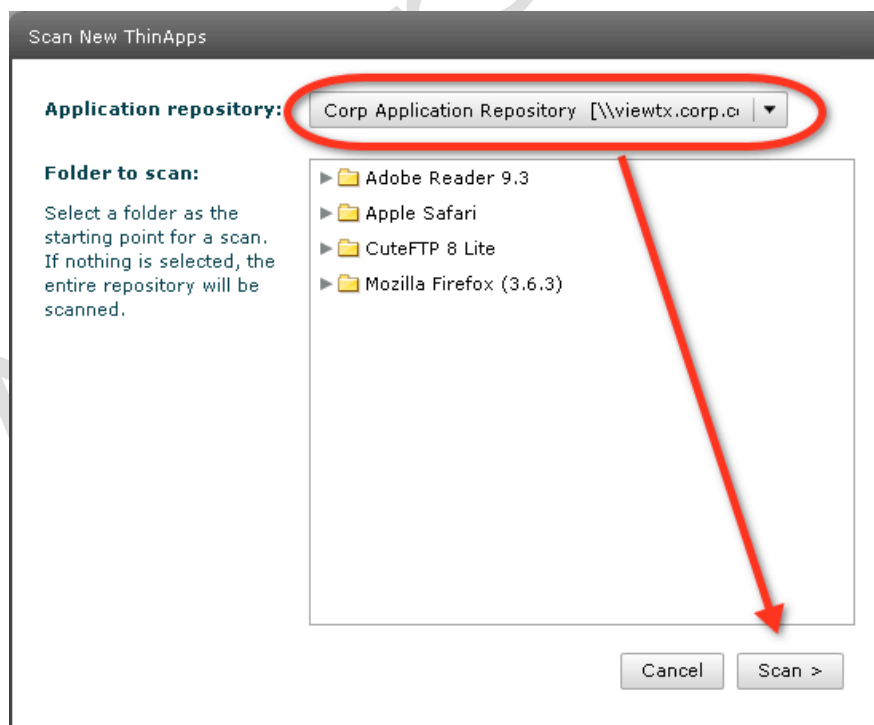 Scan New ThinApps
Application repository:
Corp Application Repository [\\viewtx.corp.c
Folder to scan:
Select a folder as the
starting point for a scan.
If nothing is selected, the
entire repository will be
scanned.
Adobe Reader 9.3
Apple Safari
CuteFTP 8 Lite
Mozilla Firefox (3.6.3)
Cancel
Scan >